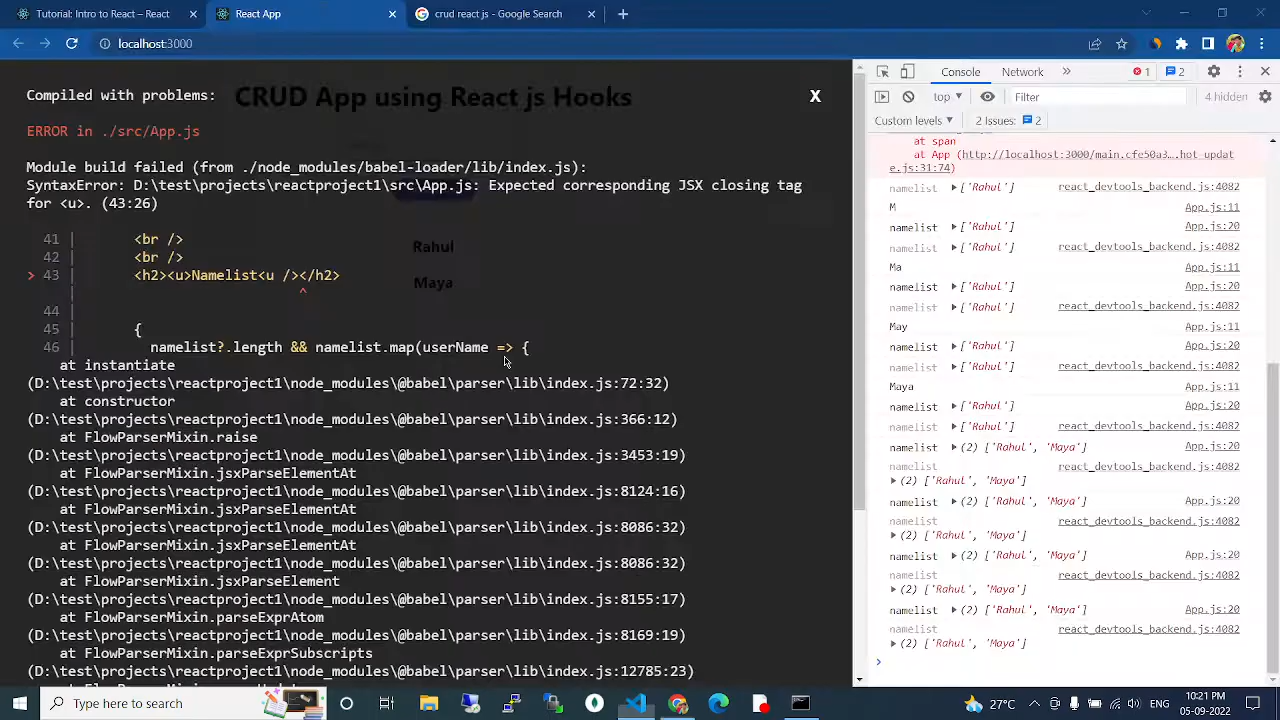 Tutorial: Intro to React – React
React App
crud react js - Google Search
localhost:3000
CRUD App using React js Hooks
Compiled with problems:
X
ERROR in ./src/App.js
Module build failed (from ./node_modules/babel-loader/lib/index.js):
SyntaxError: D:\test\projects\reactproject1\src\App.js: Expected corresponding JSX closing tag
for <u>. (43:26)
Rahul
Maya
41 | <br />
42 | <br />
> 43 | <h2><u>Namelist<u /></h2>
| ^
44 |
45 | {
46 | namelist?.length && namelist.map(userName => {
at instantiate
(D:\test\projects\reactproject1\node_modules\@babel\parser\lib\index.js:72:32)
at constructor
(D:\test\projects\reactproject1\node_modules\@babel\parser\lib\index.js:366:12)
at FlowParserMixin.raise
(D:\test\projects\reactproject1\node_modules\@babel\parser\lib\index.js:3453:19)
at FlowParserMixin.jsxParseElementAt
(D:\test\projects\reactproject1\node_modules\@babel\parser\lib\index.js:8124:16)
at FlowParserMixin.jsxParseElementAt
(D:\test\projects\reactproject1\node_modules\@babel\parser\lib\index.js:8086:32)
at FlowParserMixin.jsxParseElementAt
(D:\test\projects\reactproject1\node_modules\@babel\parser\lib\index.js:8086:32)
at FlowParserMixin.jsxParseElement
(D:\test\projects\reactproject1\node_modules\@babel\parser\lib\index.js:8155:17)
at FlowParserMixin.parseExprAtom
(D:\test\projects\reactproject1\node_modules\@babel\parser\lib\index.js:8169:19)
at FlowParserMixin.parseExprSubscripts
(D:\test\projects\reactproject1\node_modules\@babel\parser\lib\index.js:12785:23)
Console Network 1 2
top Filter 4 hidden
Custom levels 2 Issues: 2
at span
at App (http://localhost:3000/main.cfe50a3….hot-updat
e.js:31:74)
namelist ['Rahul'] react_devtools_backend.js:4082
M App.js:11
namelist ['Rahul'] App.js:20
namelist ['Rahul'] react_devtools_backend.js:4082
Ma App.js:11
namelist ['Rahul'] App.js:20
namelist ['Rahul'] react_devtools_backend.js:4082
May App.js:11
namelist ['Rahul'] App.js:20
namelist ['Rahul'] react_devtools_backend.js:4082
Maya App.js:11
namelist ['Rahul'] App.js:20
namelist ['Rahul'] react_devtools_backend.js:4082
namelist (2) ['Rahul', 'Maya'] App.js:20
namelist react_devtools_backend.js:4082
(2) ['Rahul', 'Maya']
namelist (2) ['Rahul', 'Maya'] App.js:20
namelist react_devtools_backend.js:4082
(2) ['Rahul', 'Maya']
namelist (2) ['Rahul', 'Maya'] App.js:20
namelist react_devtools_backend.js:4082
(2) ['Rahul', 'Maya']
namelist (2) ['Rahul', 'Maya'] App.js:20
namelist react_devtools_backend.js:4082
(2) ['Rahul', 'Maya']
Type here to search
26°C
ENG
10:21 PM
05-09-2022